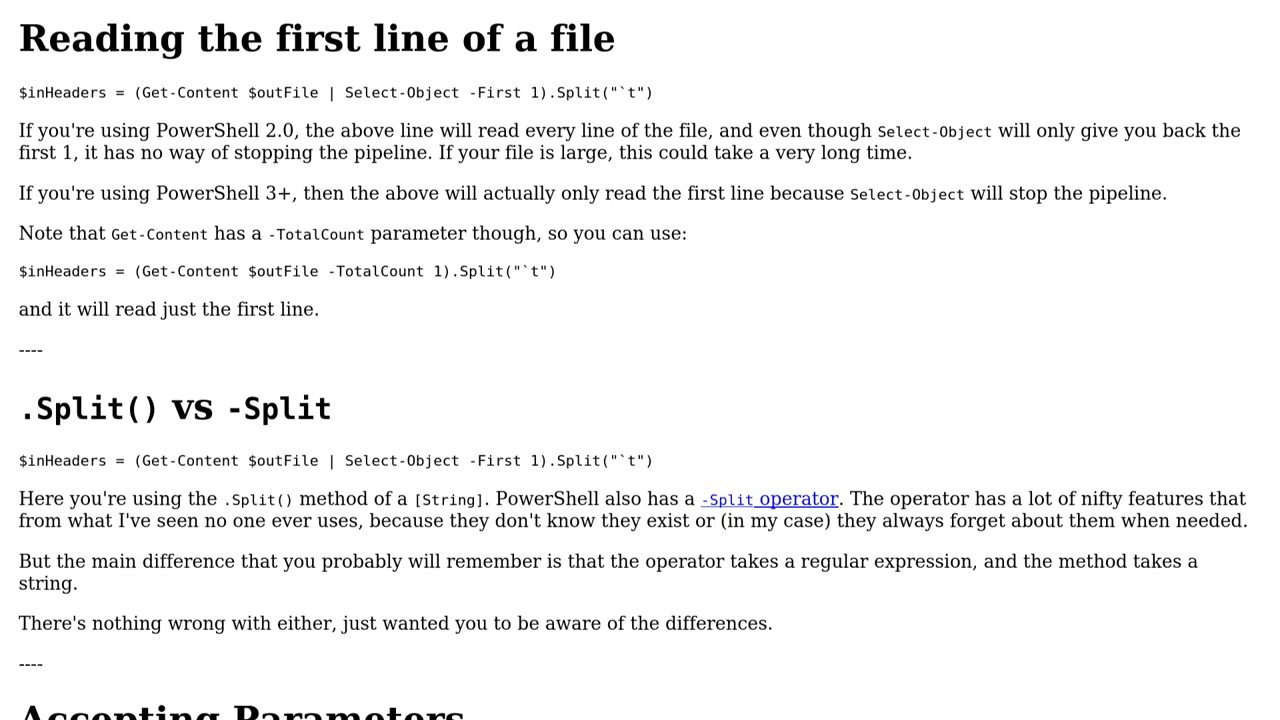 Reading the first line of a file
$inHeaders = (Get-Content $outFile | Select-Object -First 1).Split("`t")
If you're using PowerShell 2.0, the above line will read every line of the file, and even though Select-Object will only give you back the
first 1, it has no way of stopping the pipeline. If your file is large, this could take a very long time.
If you're using PowerShell 3+, then the above will actually only read the first line because Select-Object will stop the pipeline.
Note that Get-Content has a -TotalCount parameter though, so you can use:
$inHeaders = (Get-Content $outFile -TotalCount 1).Split("`t")
and it will read just the first line.
----
.Split() vs -Split
$inHeaders = (Get-Content $outFile | Select-Object -First 1).Split("`t")
Here you're using the .Split() method of a [String]. PowerShell also has a -Split operator. The operator has a lot of nifty features that
from what I've seen no one ever uses, because they don't know they exist or (in my case) they always forget about them when needed.
But the main difference that you probably will remember is that the operator takes a regular expression, and the method takes a
string.
There's nothing wrong with either, just wanted you to be aware of the differences.
----
Accepting Parameters